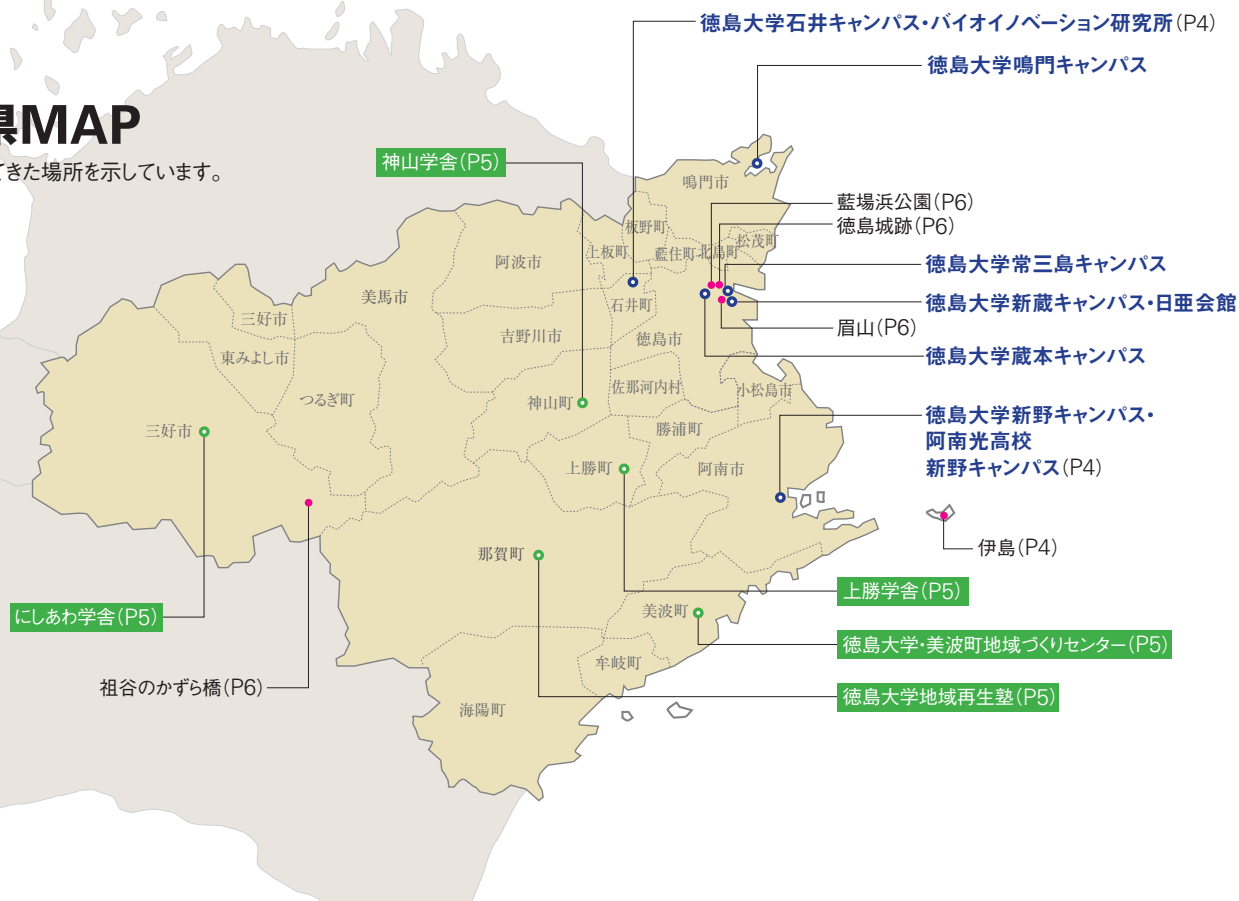 徳島大学石井キャンパス・バイオイノベーション研究所(P4)
徳島大学鳴門キャンパス
県MAP
てきた場所を示しています。
神山学舎(P5)
鳴門市
藍場浜公園(P6)
徳島城跡(P6)
板野町
松茂町
上板町
藍住町
北島町
阿波市
徳島大学常三島キャンパス
美馬市
徳島大学新蔵キャンパス・日亜会館
石井町
三好市
眉山(P6)
吉野川市
徳島市
東みよし市
徳島大学蔵本キャンパス
佐那河内村
小松島市
つるぎ町
神山町
徳島大学新野キャンパス・
阿南光高校
新野キャンパス(P4)
三好市
勝浦町
上勝町
阿南市
那賀町
伊島(P4)
上勝学舎(P5)
にしあわ学舎(P5)
美波町
徳島大学・美波町地域づくりセンター(P5)
牟岐町
祖谷のかずら橋(P6)
徳島大学地域再生塾(P5)
海陽町